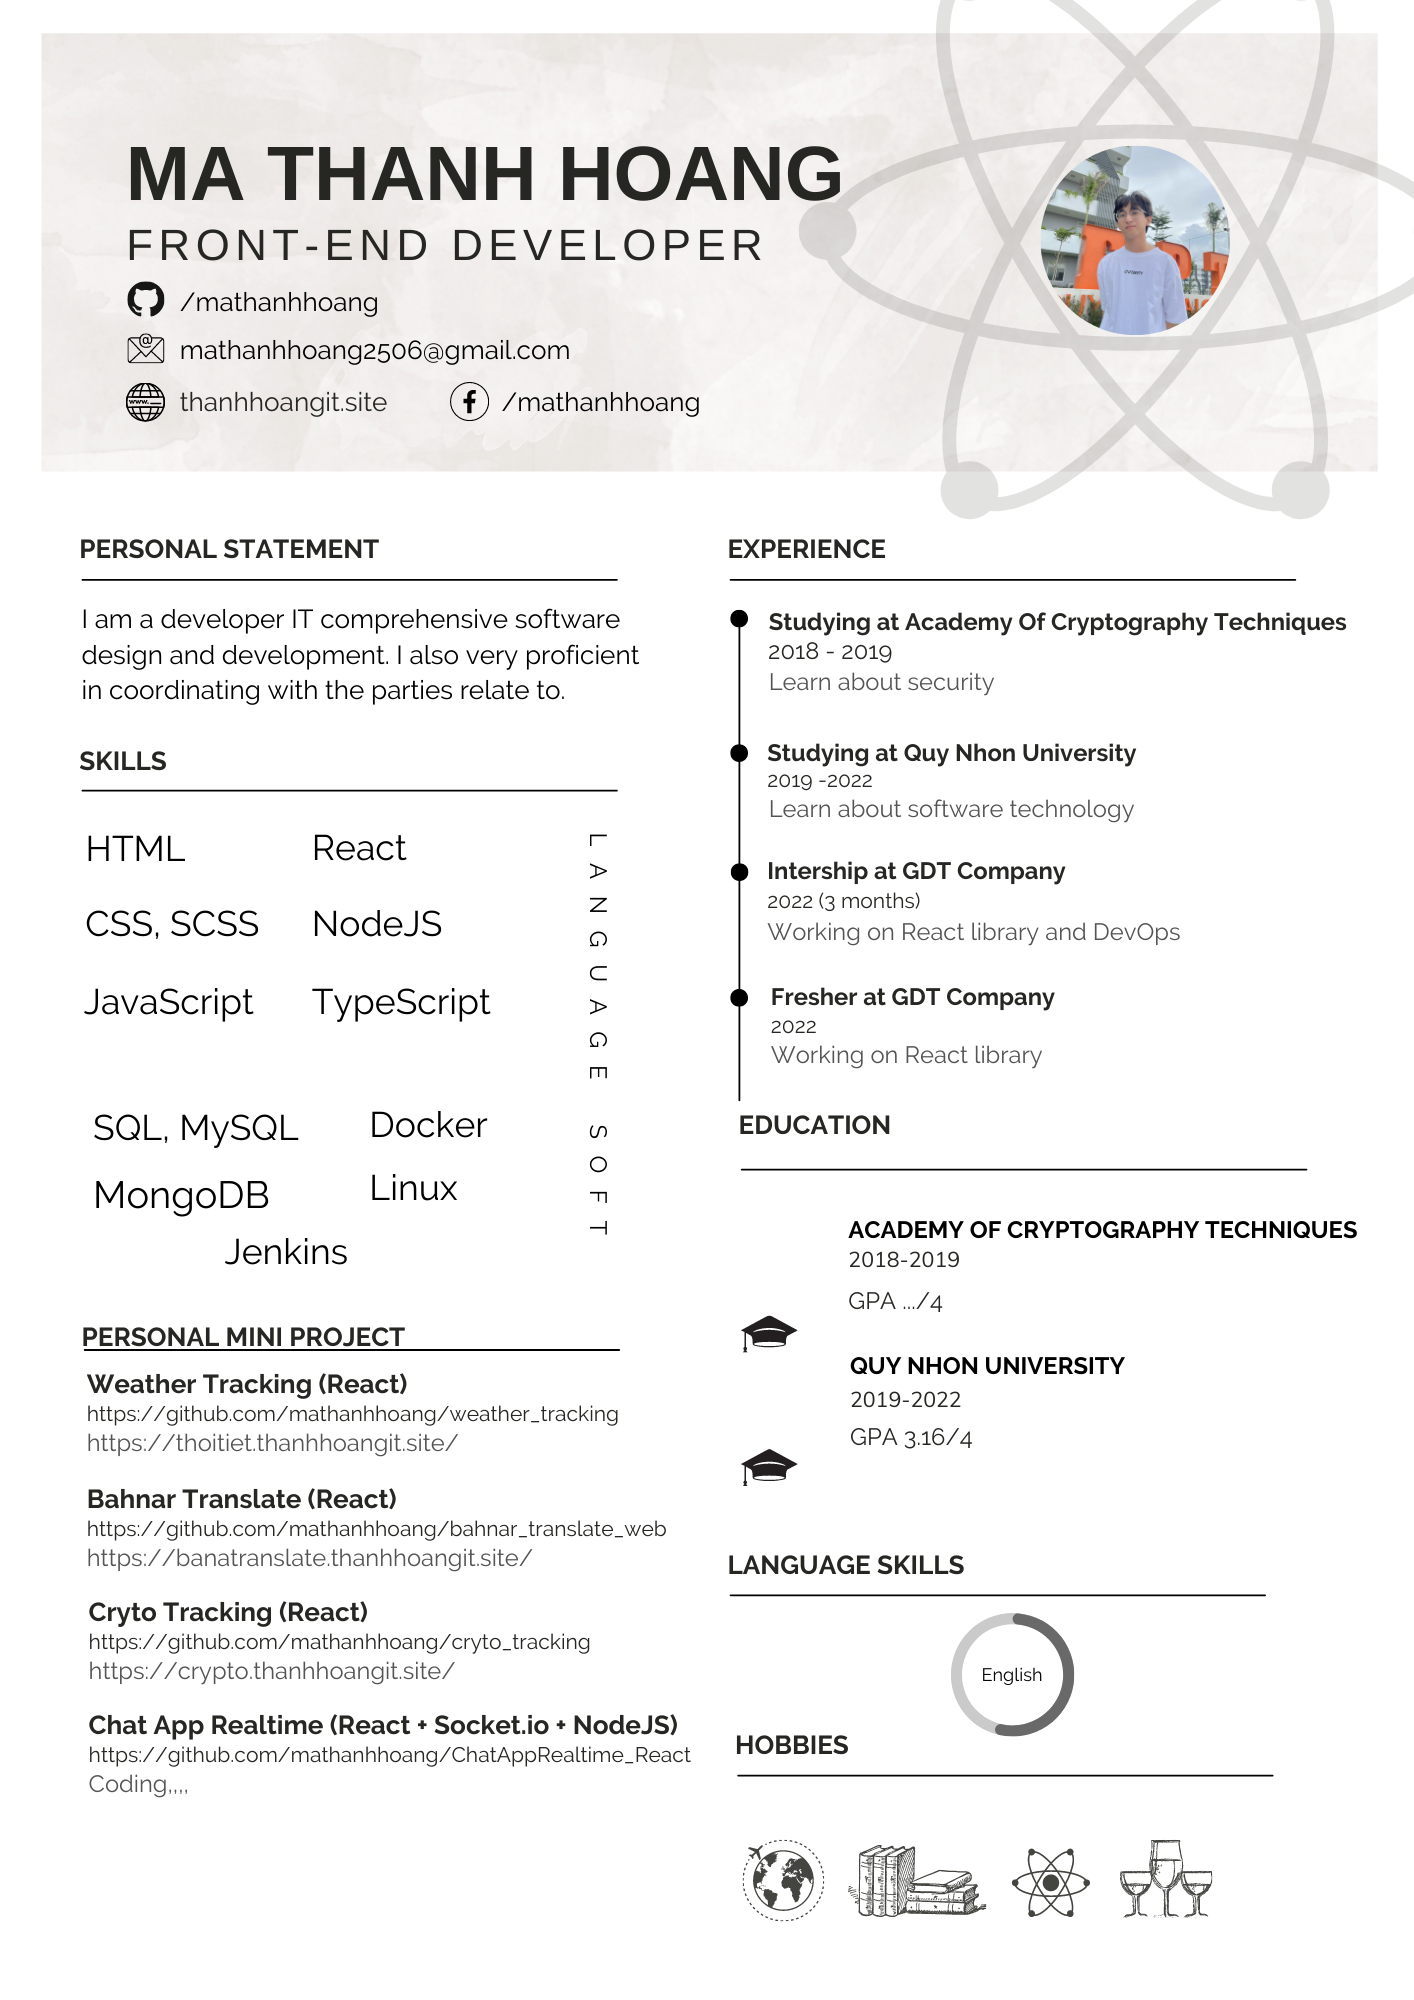 MA THANH HOANG
FRONT-END DEVELOPER
/mathanhhoang
mathanhhoang2506@gmail.com
www.
thanhhoangit.site
/mathanhhoang
PERSONAL STATEMENT
I am a developer IT comprehensive software
design and development. I also very proficient
in coordinating with the parties relate to.
SKILLS
HTML
React
CSS, SCSS
NodeJS
JavaScript
TypeScript
LANGUAGE
SQL, MySQL
Docker
MongoDB
Linux
Jenkins
SOFT
PERSONAL MINI PROJECT
Weather Tracking (React)
https://github.com/mathanhhoang/weather_tracking
https://thoitiet.thanhhoangit.site/
Bahnar Translate (React)
https://github.com/mathanhhoang/bahnar_translate_web
https://banatranslate.thanhhoangit.site/
Cryto Tracking (React)
https://github.com/mathanhhoang/cryto_tracking
https://crypto.thanhhoangit.site/
Chat App Realtime (React + Socket.io + NodeJS)
https://github.com/mathanhhoang/ChatAppRealtime_React
Coding,,,,
EXPERIENCE
Studying at Academy Of Cryptography Techniques
2018 - 2019
Learn about security
Studying at Quy Nhon University
2019 -2022
Learn about software technology
Intership at GDT Company
2022 (3 months)
Working on React library and DevOps
Fresher at GDT Company
2022
Working on React library
EDUCATION
ACADEMY OF CRYPTOGRAPHY TECHNIQUES
2018-2019
GPA .../4
QUY NHON UNIVERSITY
2019-2022
GPA 3.16/4
LANGUAGE SKILLS
English
HOBBIES